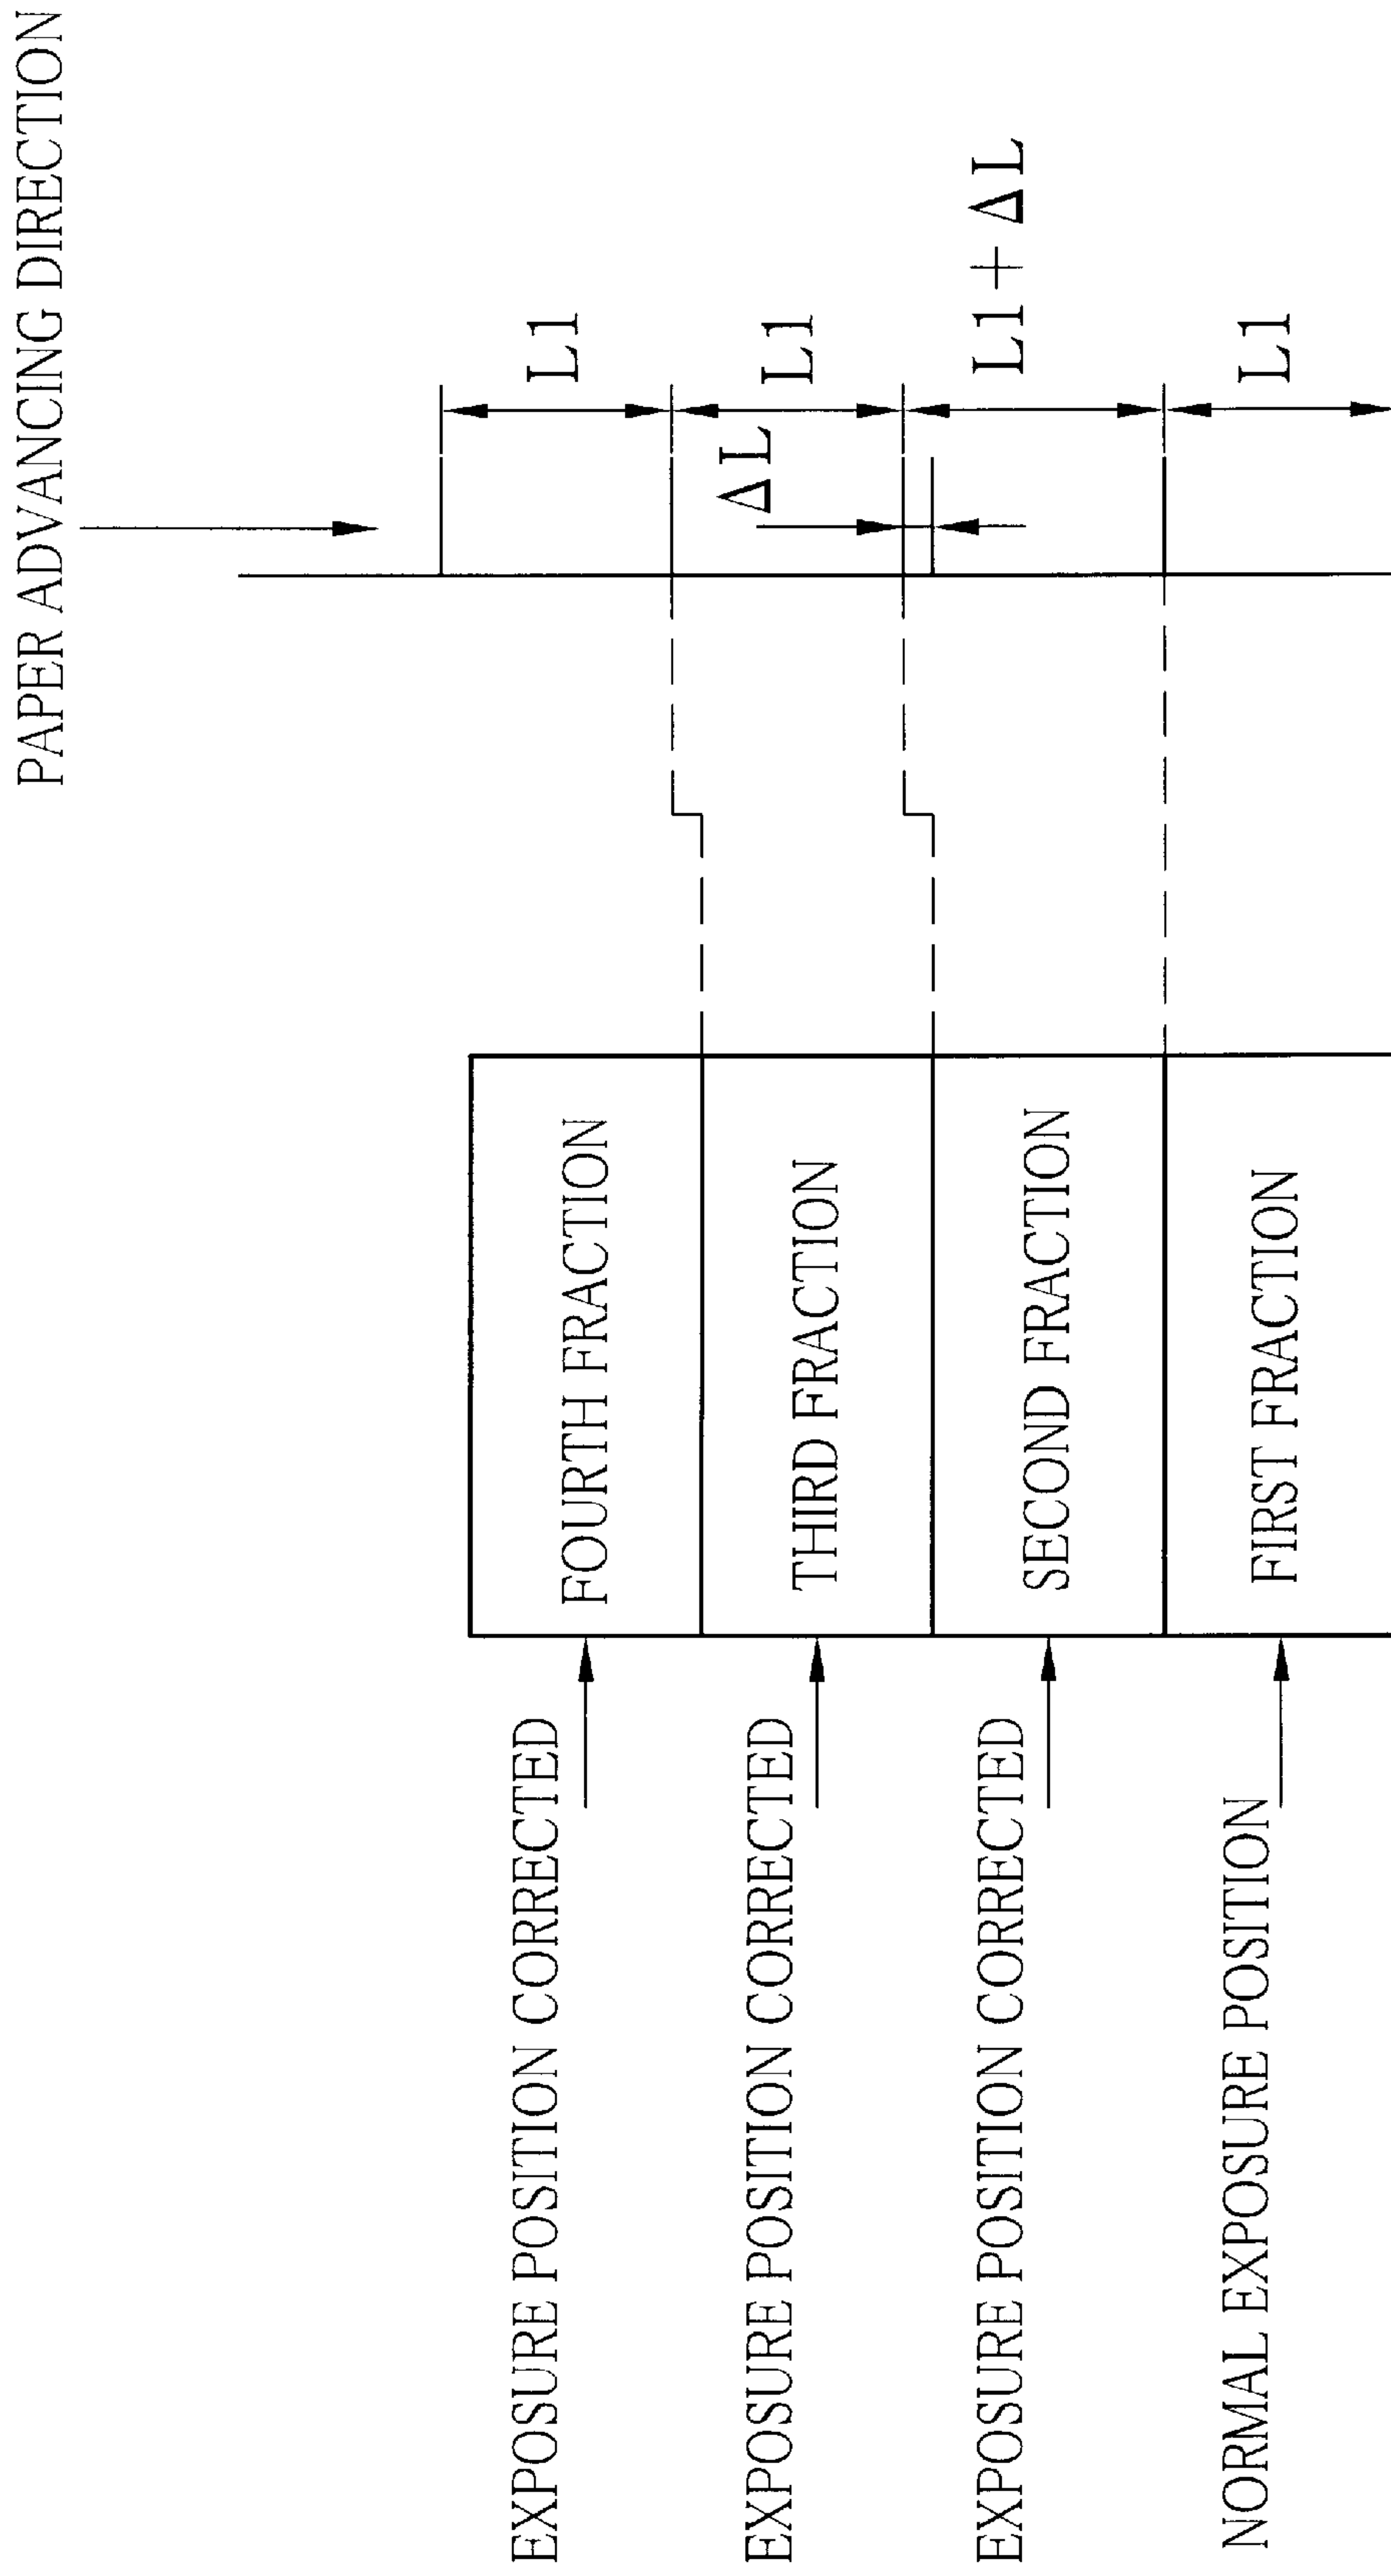 EXPOSURE POSITION CORRECTED
EXPOSURE POSITION CORRECTED
EXPOSURE POSITION CORRECTED
NORMAL EXPOSURE POSITION
FOURTH FRACTION
THIRD FRACTION
SECOND FRACTION
FIRST FRACTION
PAPER ADVANCING DIRECTION
L1
ΔL
L1
L1+ΔL
L1